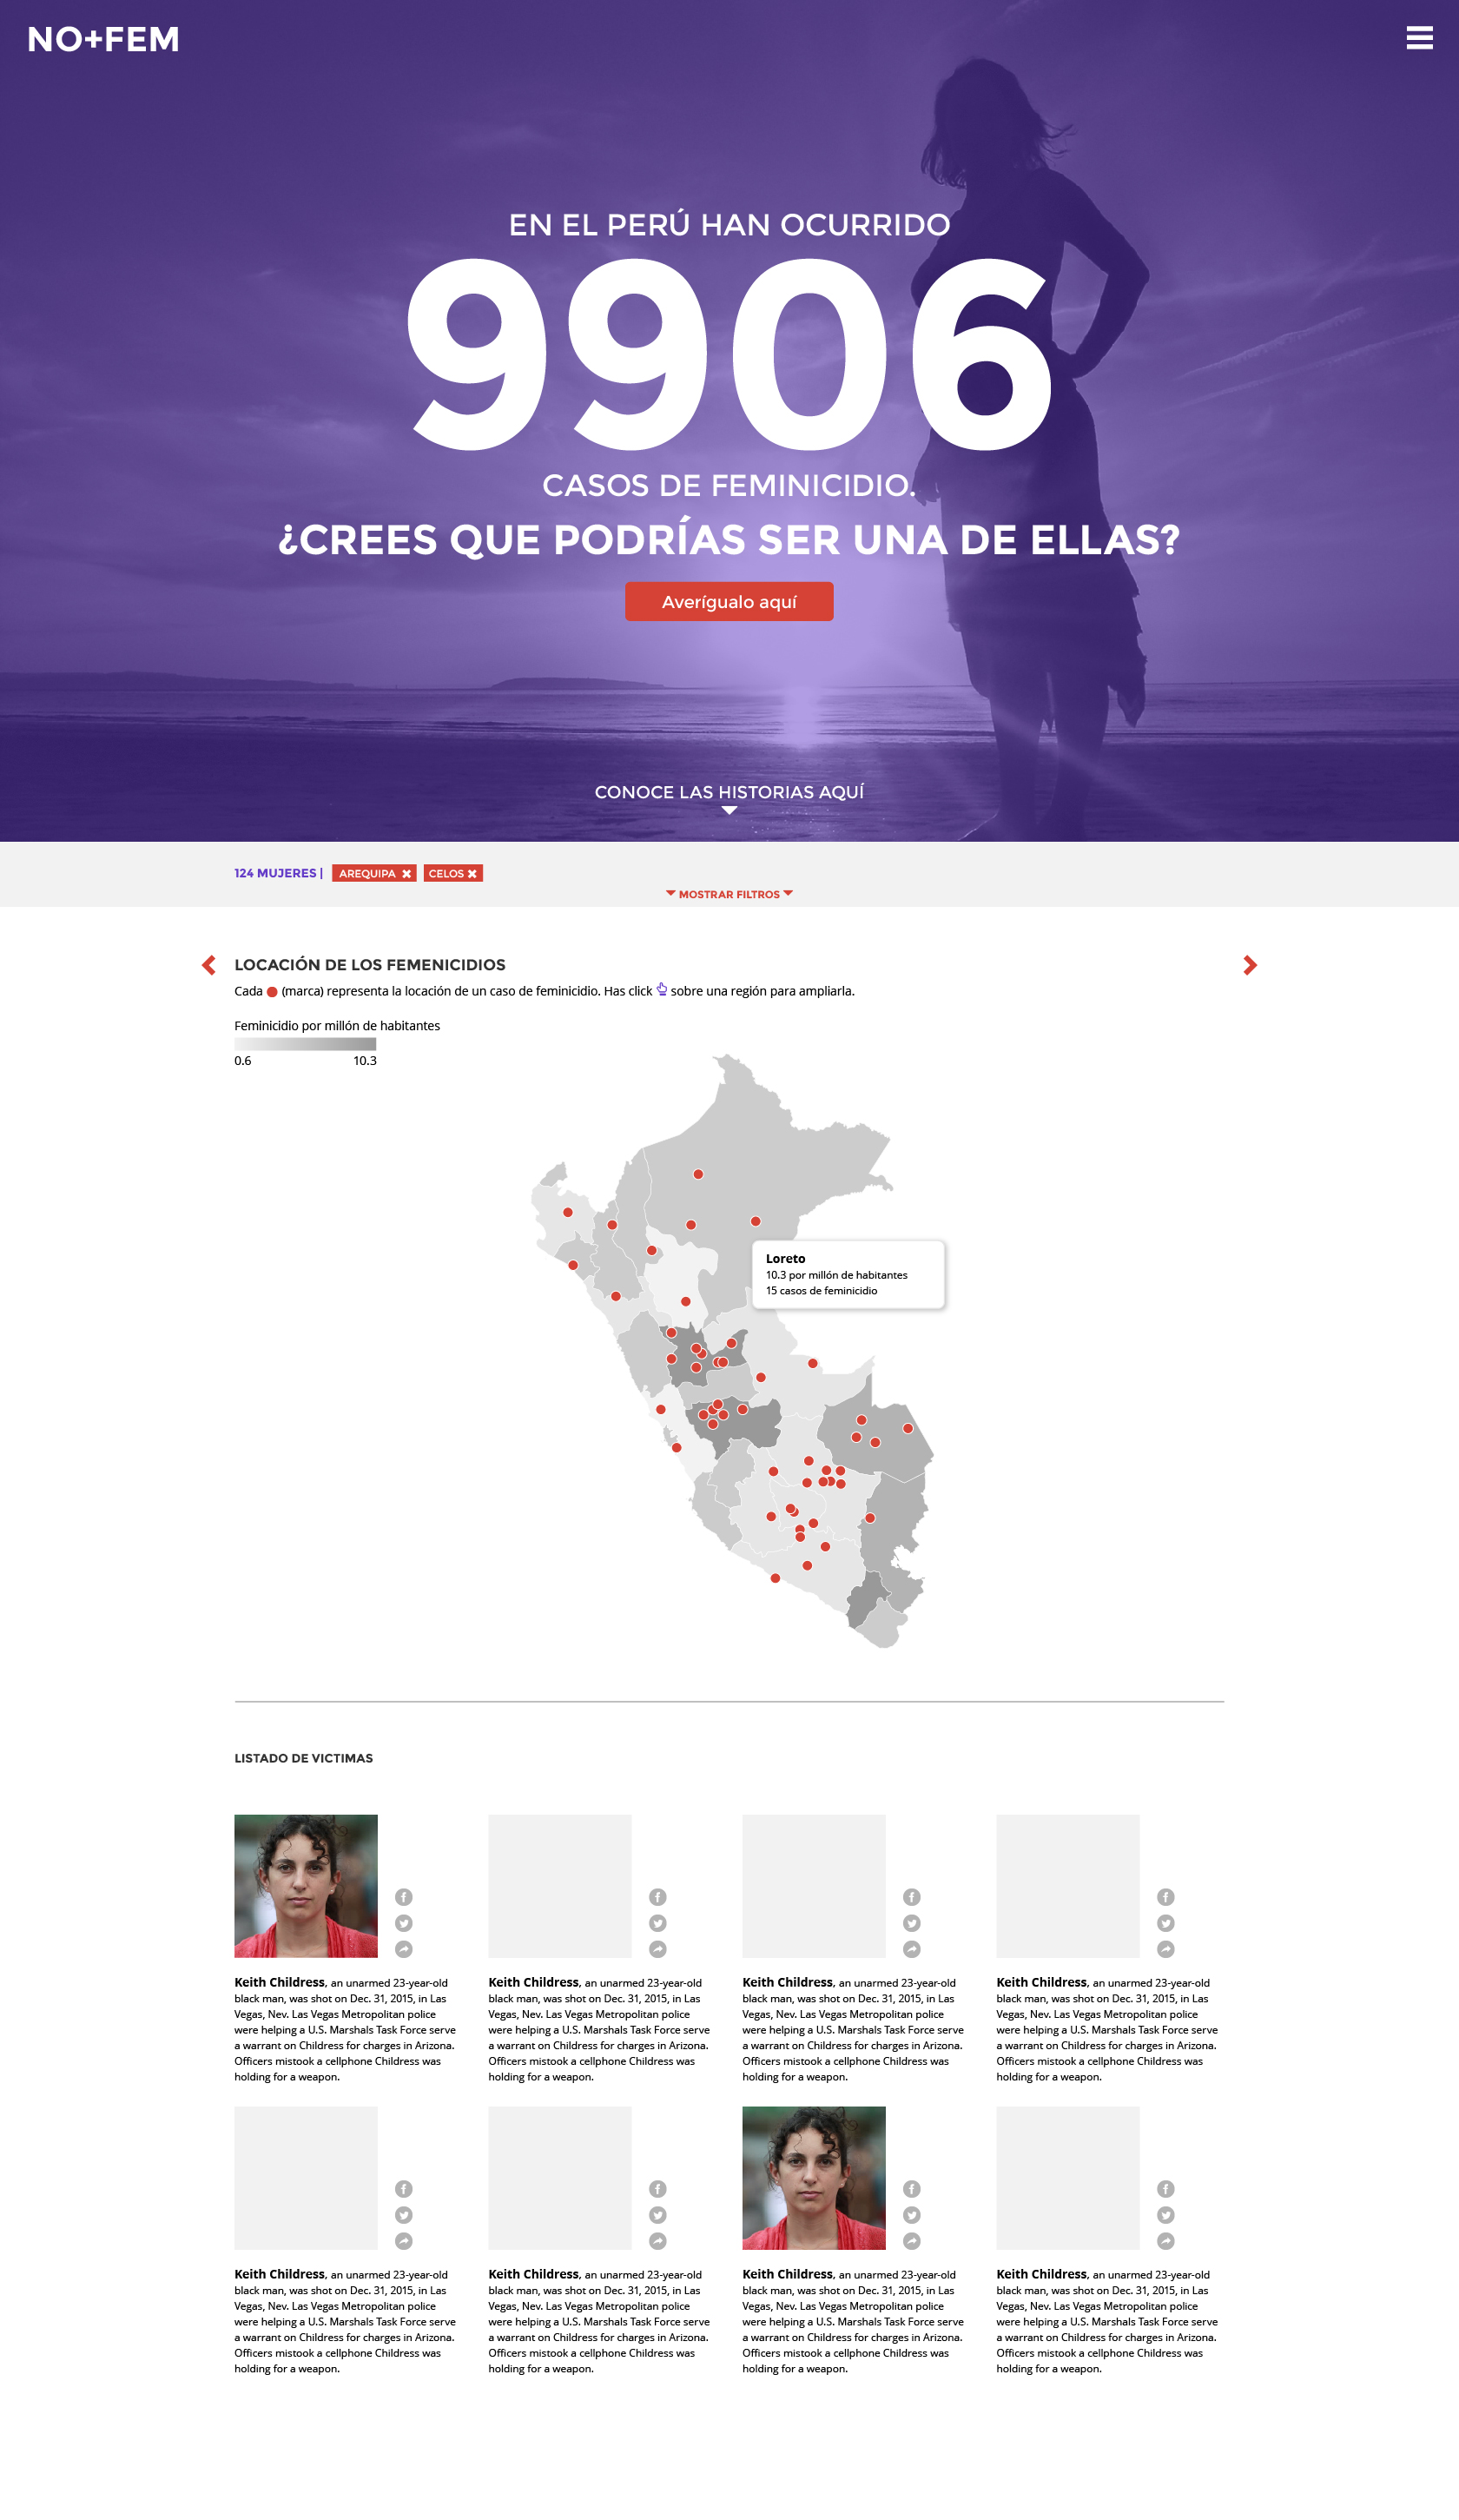 NO+FEM
EN EL PERÚ HAN OCURRIDO
9906
CASOS DE FEMINICIDIO.
¿CREES QUE PODRÍAS SER UNA DE ELLAS?
Averígualo aquí
CONOCE LAS HISTORIAS AQUÍ
124 MUJERES | AREQUIPA CELOS
MOSTRAR FILTROS
LOCACIÓN DE LOS FEMENICIDIOS
Cada (marca) representa la locación de un caso de feminicidio. Has click sobre una región para ampliarla.
Feminicidio por millón de habitantes
0.6 10.3
Loreto
10.3 por millón de habitantes
15 casos de feminicidio
LISTADO DE VICTIMAS
Keith Childress, an unarmed 23-year-old
black man, was shot on Dec. 31, 2015, in Las
Vegas, Nev. Las Vegas Metropolitan police
were helping a U.S. Marshals Task Force serve
a warrant on Childress for charges in Arizona.
Officers mistook a cellphone Childress was
holding for a weapon.
Keith Childress, an unarmed 23-year-old
black man, was shot on Dec. 31, 2015, in Las
Vegas, Nev. Las Vegas Metropolitan police
were helping a U.S. Marshals Task Force serve
a warrant on Childress for charges in Arizona.
Officers mistook a cellphone Childress was
holding for a weapon.
Keith Childress, an unarmed 23-year-old
black man, was shot on Dec. 31, 2015, in Las
Vegas, Nev. Las Vegas Metropolitan police
were helping a U.S. Marshals Task Force serve
a warrant on Childress for charges in Arizona.
Officers mistook a cellphone Childress was
holding for a weapon.
Keith Childress, an unarmed 23-year-old
black man, was shot on Dec. 31, 2015, in Las
Vegas, Nev. Las Vegas Metropolitan police
were helping a U.S. Marshals Task Force serve
a warrant on Childress for charges in Arizona.
Officers mistook a cellphone Childress was
holding for a weapon.
Keith Childress, an unarmed 23-year-old
black man, was shot on Dec. 31, 2015, in Las
Vegas, Nev. Las Vegas Metropolitan police
were helping a U.S. Marshals Task Force serve
a warrant on Childress for charges in Arizona.
Officers mistook a cellphone Childress was
holding for a weapon.
Keith Childress, an unarmed 23-year-old
black man, was shot on Dec. 31, 2015, in Las
Vegas, Nev. Las Vegas Metropolitan police
were helping a U.S. Marshals Task Force serve
a warrant on Childress for charges in Arizona.
Officers mistook a cellphone Childress was
holding for a weapon.
Keith Childress, an unarmed 23-year-old
black man, was shot on Dec. 31, 2015, in Las
Vegas, Nev. Las Vegas Metropolitan police
were helping a U.S. Marshals Task Force serve
a warrant on Childress for charges in Arizona.
Officers mistook a cellphone Childress was
holding for a weapon.
Keith Childress, an unarmed 23-year-old
black man, was shot on Dec. 31, 2015, in Las
Vegas, Nev. Las Vegas Metropolitan police
were helping a U.S. Marshals Task Force serve
a warrant on Childress for charges in Arizona.
Officers mistook a cellphone Childress was
holding for a weapon.